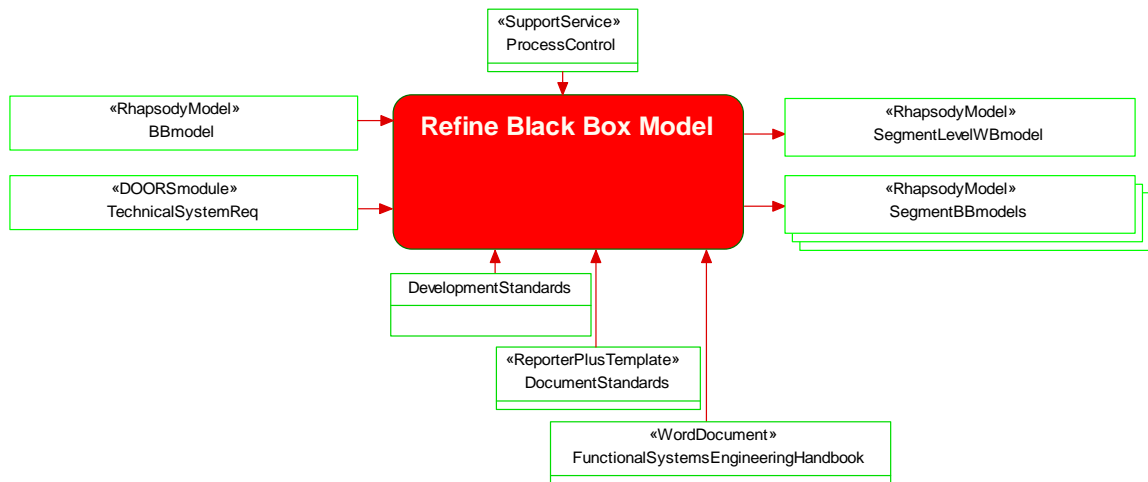 «SupportService»
ProcessControl
«RhapsodyModel»
BBmodel
Refine Black Box Model
«RhapsodyModel»
SegmentLevelWBmodel
«DOORSmodule»
TechnicalSystemReq
«RhapsodyModel»
SegmentBBmodels
DevelopmentStandards
«ReporterPlusTemplate»
DocumentStandards
«WordDocument»
FunctionalSystemsEngineeringHandbook